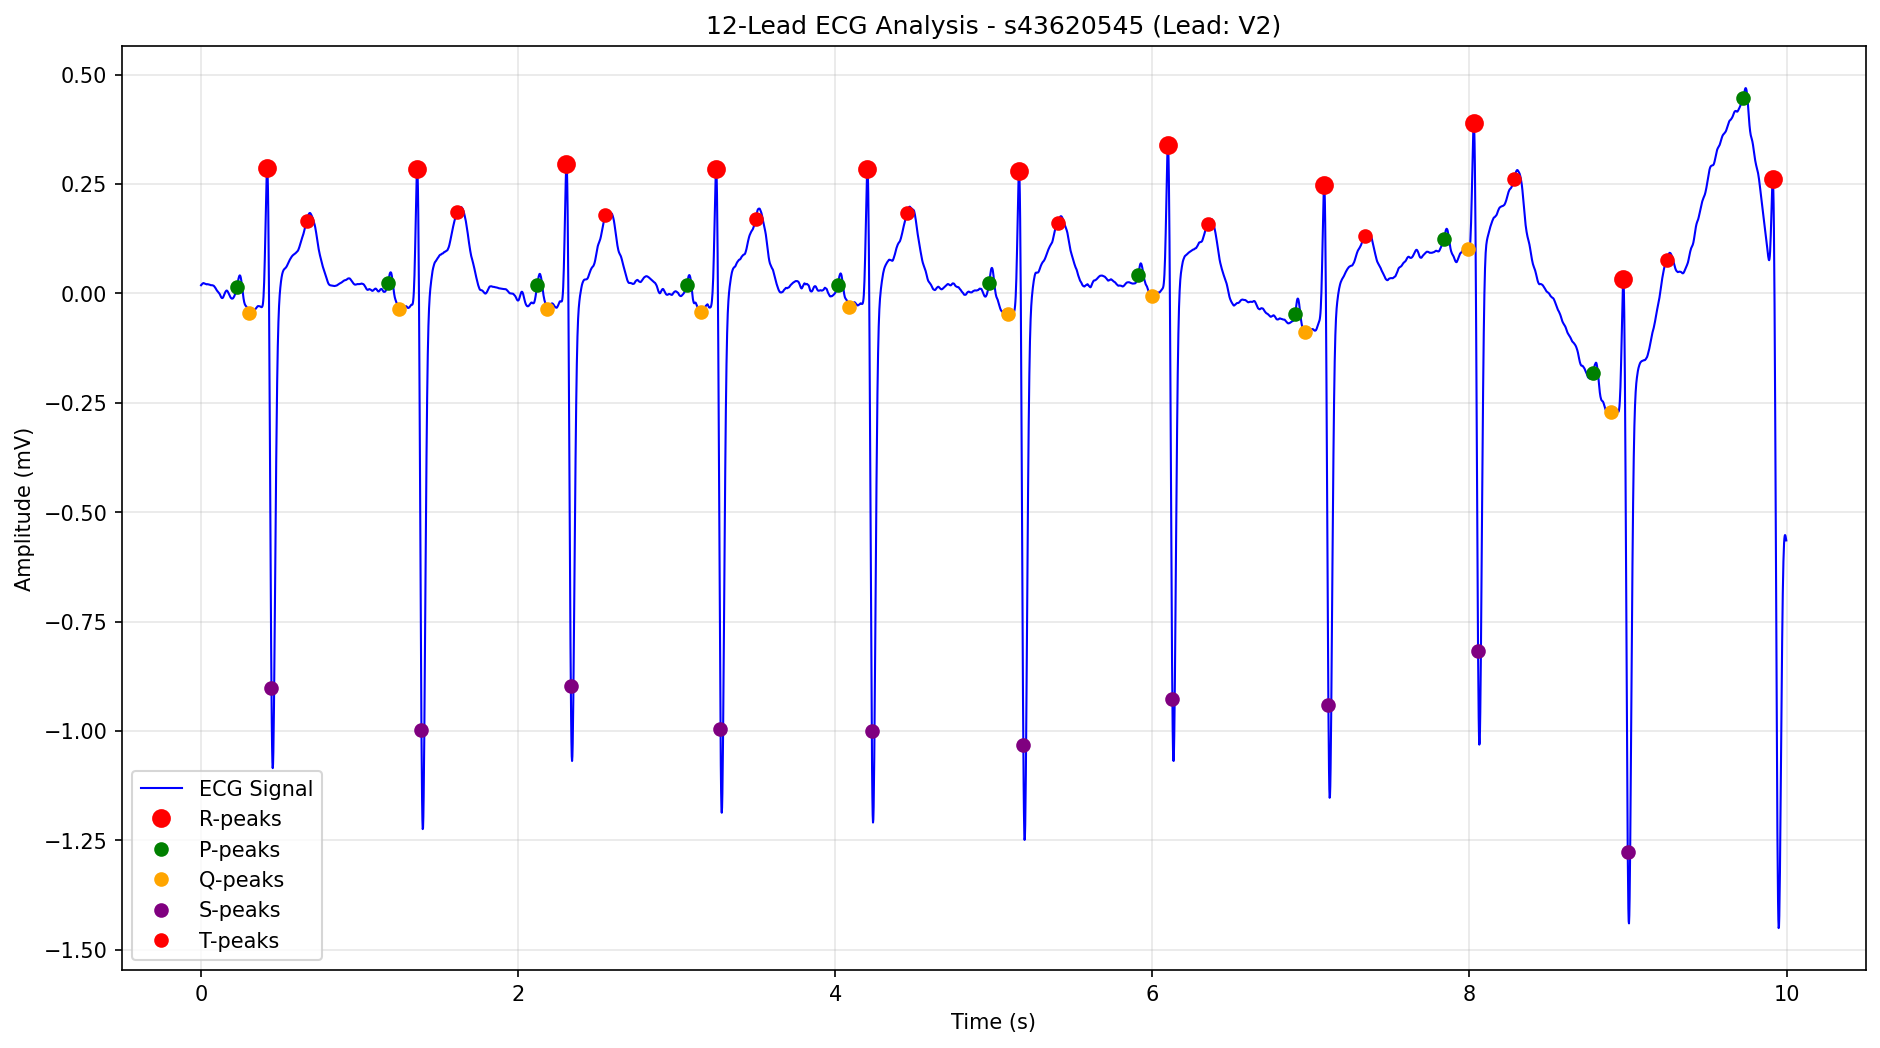 12-Lead ECG Analysis - s43620545 (Lead: V2)
Amplitude (mV)
0.50
0.25
0.00
−0.25
−0.50
−0.75
−1.00
−1.25
−1.50
ECG Signal
R-peaks
P-peaks
Q-peaks
S-peaks
T-peaks
0 2 4 6 8 10
Time (s)